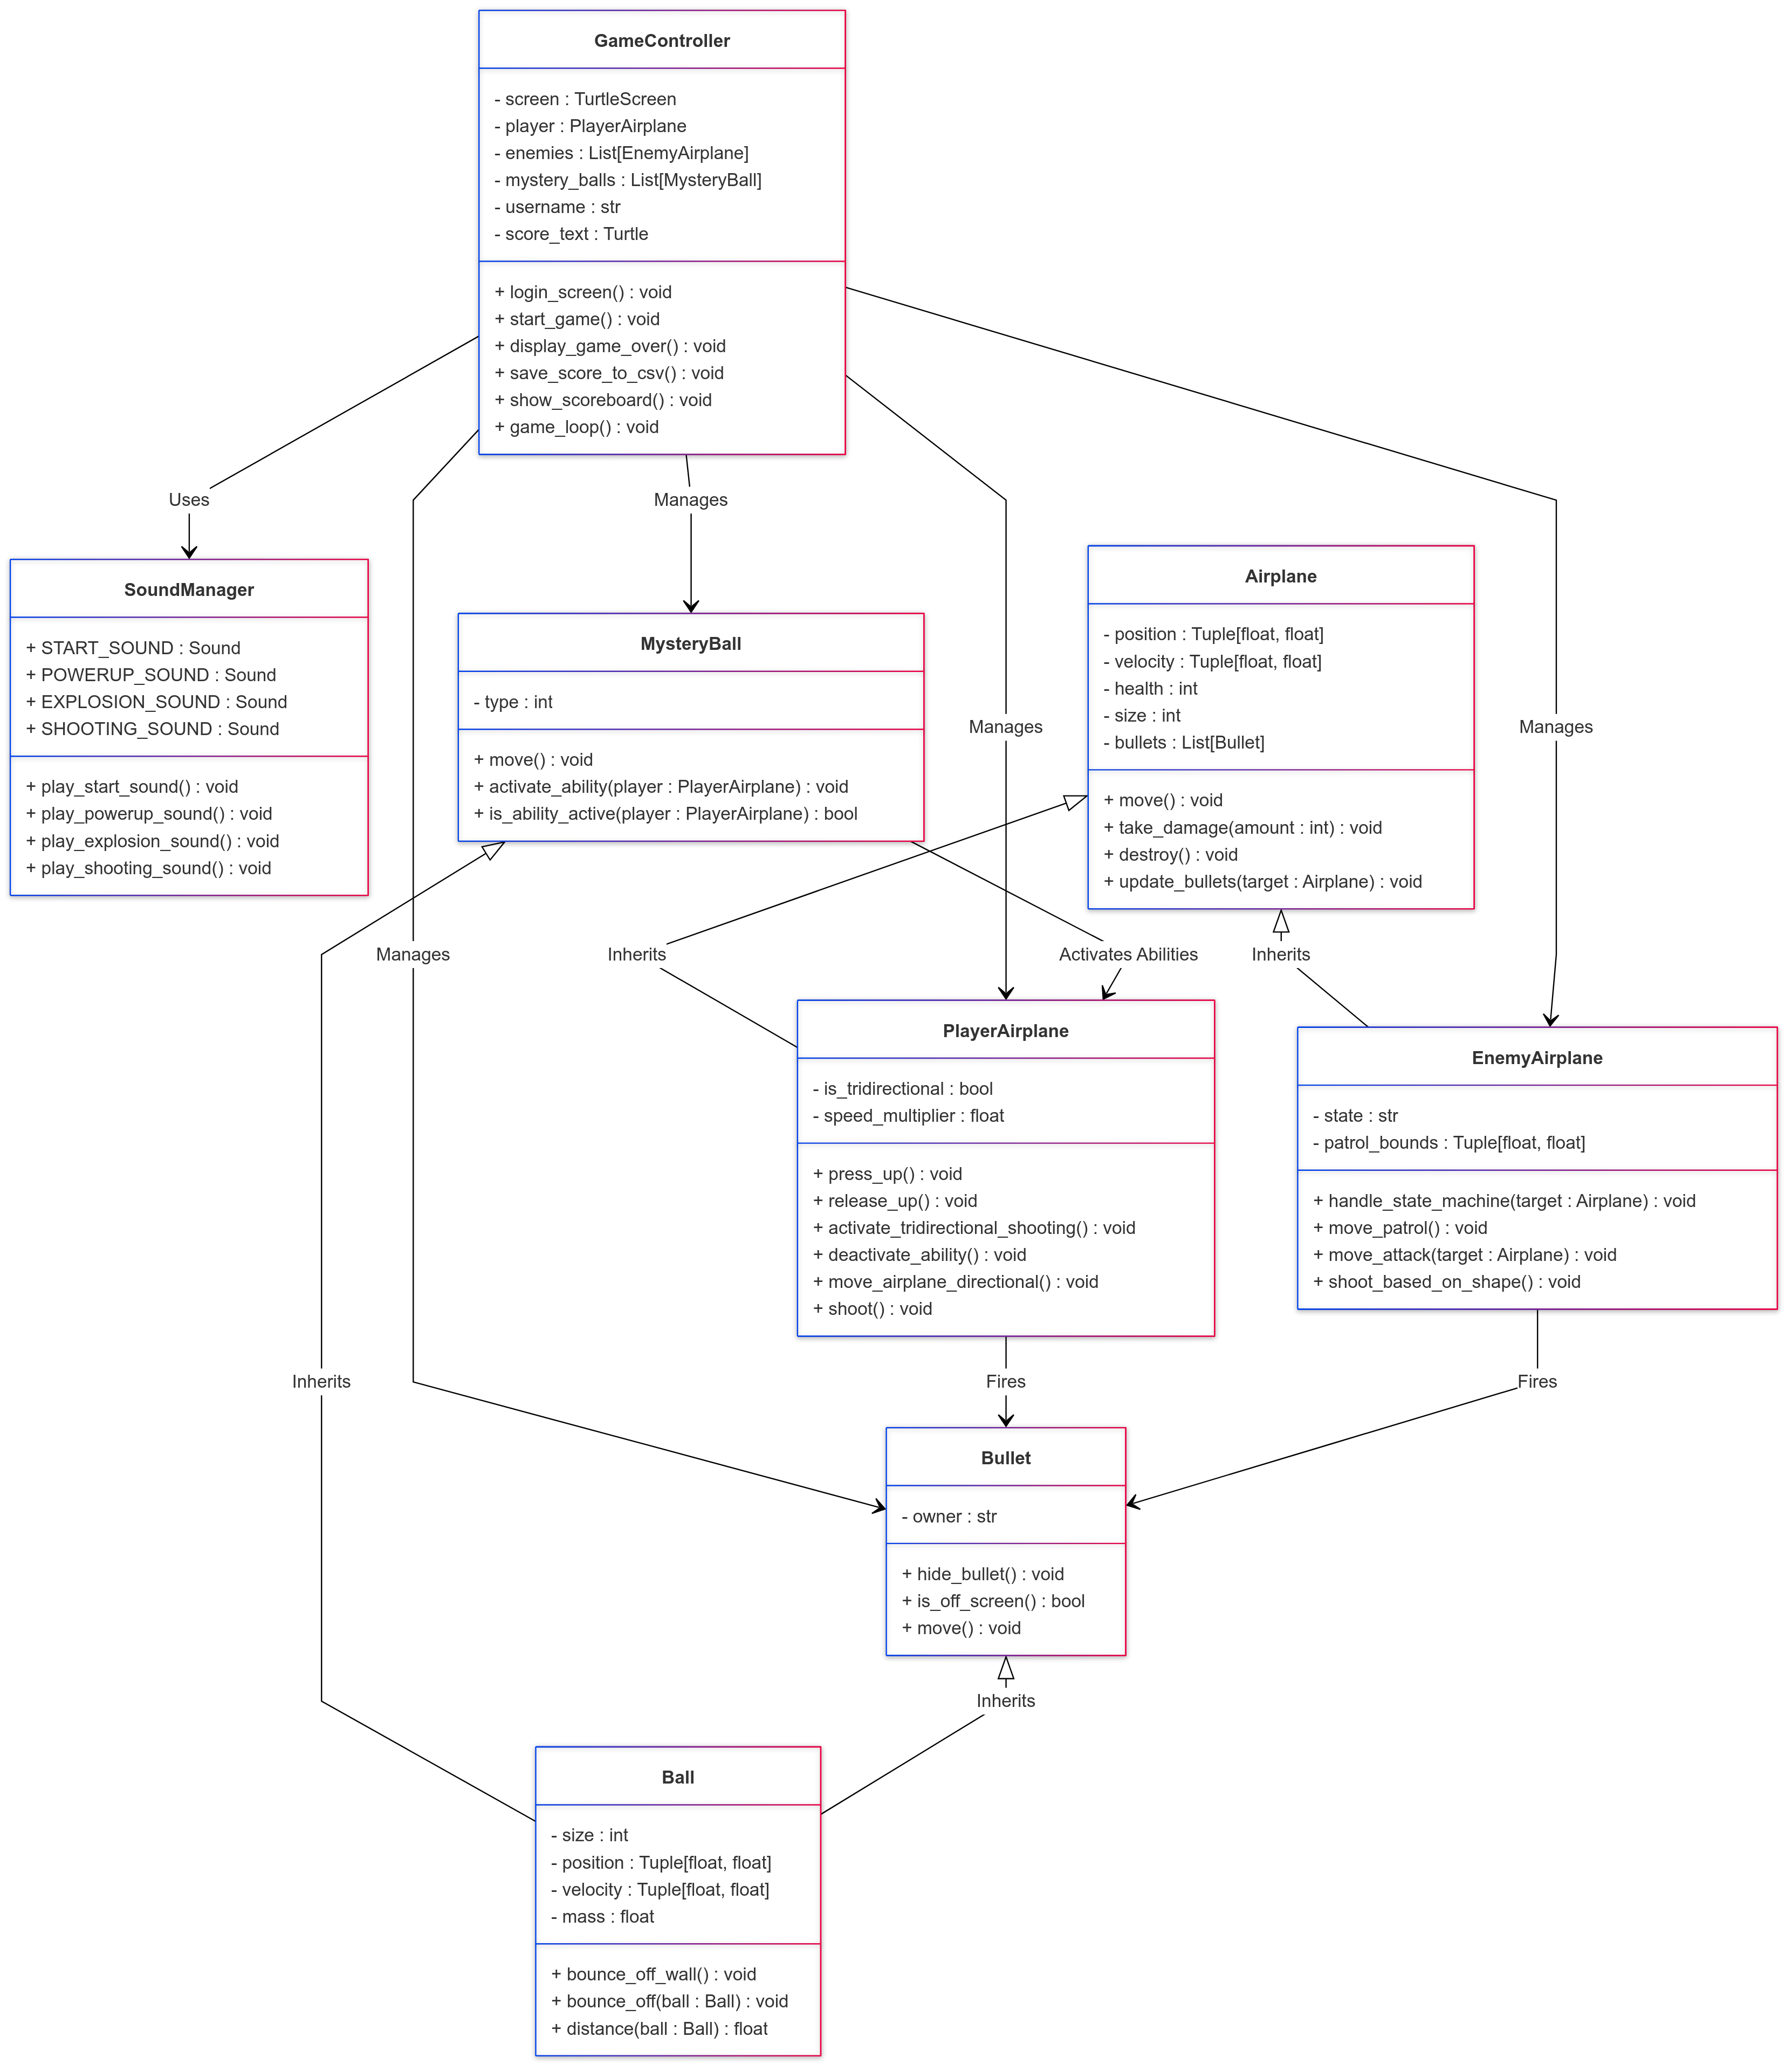 GameController
- screen : TurtleScreen
- player : PlayerAirplane
- enemies : List[EnemyAirplane]
- mystery_balls : List[MysteryBall]
- username : str
- score_text : Turtle
+ login_screen() : void
+ start_game() : void
+ display_game_over() : void
+ save_score_to_csv() : void
+ show_scoreboard() : void
+ game_loop() : void
Uses
Manages
SoundManager
+ START_SOUND : Sound
+ POWERUP_SOUND : Sound
+ EXPLOSION_SOUND : Sound
+ SHOOTING_SOUND : Sound
+ play_start_sound() : void
+ play_powerup_sound() : void
+ play_explosion_sound() : void
+ play_shooting_sound() : void
MysteryBall
- type : int
+ move() : void
+ activate_ability(player : PlayerAirplane) : void
+ is_ability_active(player : PlayerAirplane) : bool
Manages
Airplane
- position : Tuple[float, float]
- velocity : Tuple[float, float]
- health : int
- size : int
- bullets : List[Bullet]
+ move() : void
+ take_damage(amount : int) : void
+ destroy() : void
+ update_bullets(target : Airplane) : void
Manages
Manages
Inherits
Activates Abilities
Inherits
PlayerAirplane
- is_tridirectional : bool
- speed_multiplier : float
+ press_up() : void
+ release_up() : void
+ activate_tridirectional_shooting() : void
+ deactivate_ability() : void
+ move_airplane_directional() : void
+ shoot() : void
EnemyAirplane
- state : str
- patrol_bounds : Tuple[float, float]
+ handle_state_machine(target : Airplane) : void
+ move_patrol() : void
+ move_attack(target : Airplane) : void
+ shoot_based_on_shape() : void
Inherits
Fires
Fires
Bullet
- owner : str
+ hide_bullet() : void
+ is_off_screen() : bool
+ move() : void
Inherits
Ball
- size : int
- position : Tuple[float, float]
- velocity : Tuple[float, float]
- mass : float
+ bounce_off_wall() : void
+ bounce_off(ball : Ball) : void
+ distance(ball : Ball) : float